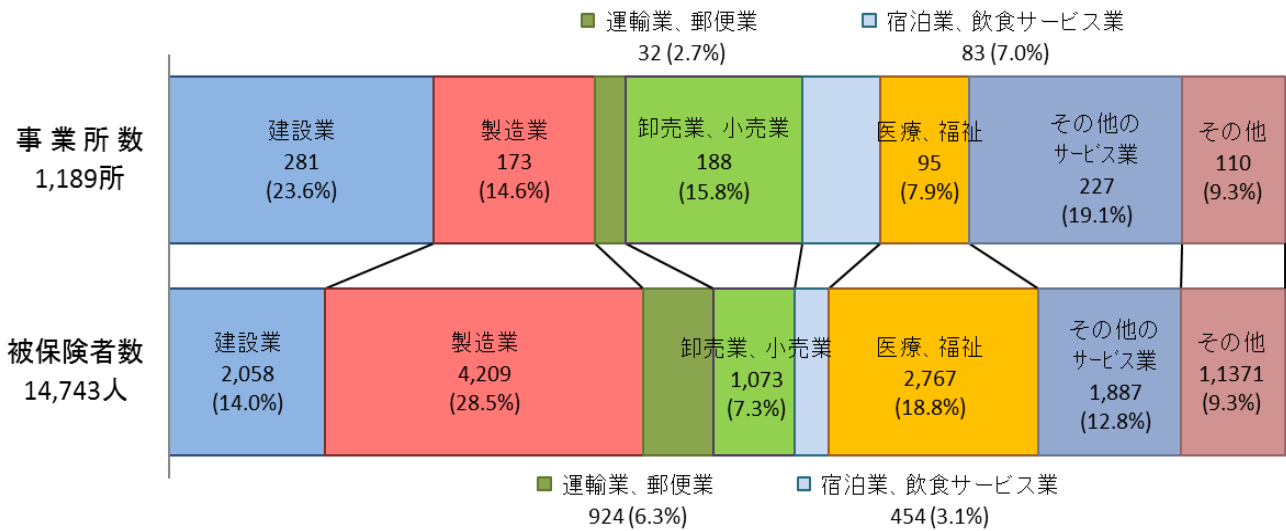 運輸業、郵便業
32 (2.7%)
宿泊業、飲食サービス業
83 (7.0%)
事業所数
1,189所
建設業
281
(23.6%)
製造業
173
(14.6%)
卸売業、小売業
188
(15.8%)
医療、福祉
95
(7.9%)
その他の
サービス業
227
(19.1%)
その他
110
(9.3%)
被保険者数
14,743人
建設業
2,058
(14.0%)
製造業
4,209
(28.5%)
卸売業、小売業
1,073
(7.3%)
医療、福祉
2,767
(18.8%)
その他の
サービス業
1,887
(12.8%)
その他
1,1371
(9.3%)
運輸業、郵便業
924 (6.3%)
宿泊業、飲食サービス業
454 (3.1%)